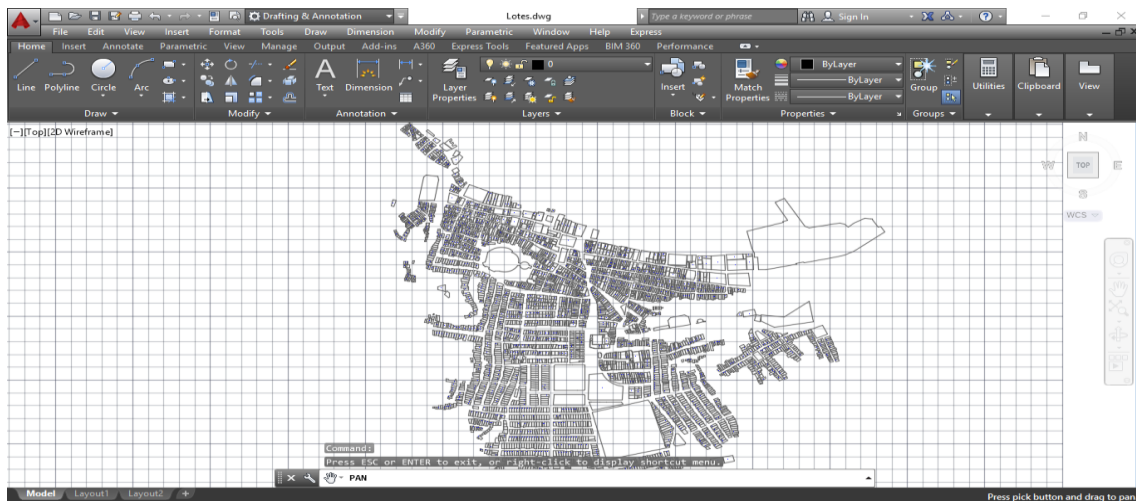 Drafting & Annotation
Lotes.dwg
Type a keyword or phrase
Sign In
File Edit View Insert Format Tools Draw Dimension Modify Parametric Window Help Express
Home Insert Annotate Parametric View Manage Output Add-ins A360 Express Tools Featured Apps BIM 360 Performance
0
ByLayer
ByLayer
ByLayer
Line Polyline Circle Arc
Text Dimension
Layer Properties
Insert
Match Properties
Group
Utilities
Clipboard
View
Draw
Modify
Annotation
Layers
Block
Properties
Groups
[−][Top][2D Wireframe]
N
W TOP E
S
WCS
Command:
Press ESC or ENTER to exit, or right-click to display shortcut menu.
PAN
Model Layout1 Layout2 +
Press pick button and drag to pan